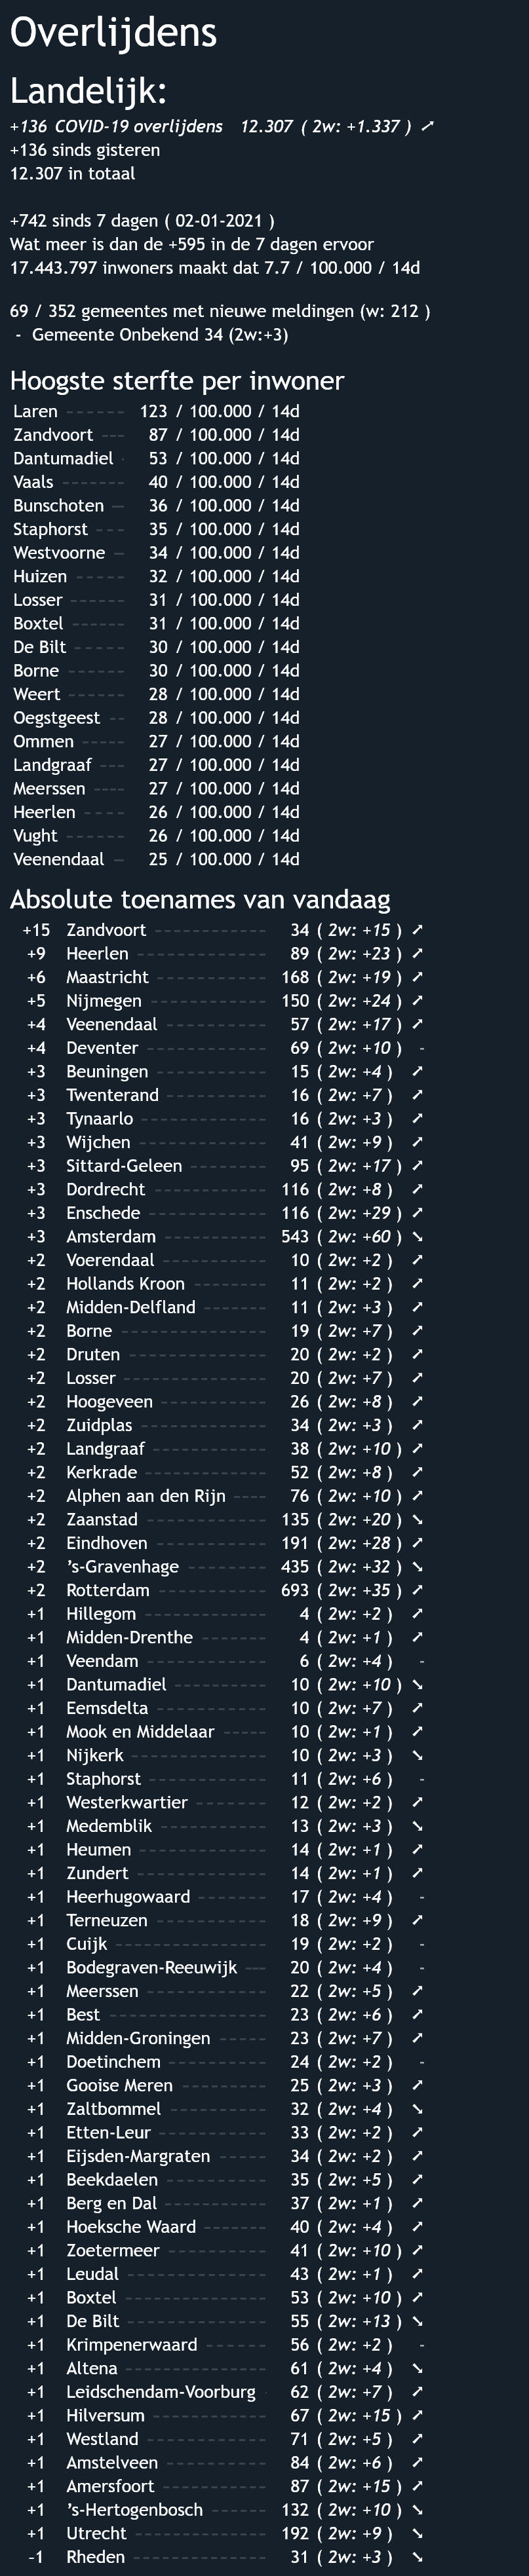 Overlijdens
Landelijk:
+136 COVID-19 overlijdens 12.307 ( 2w: +1.337 ) ➚
+136 sinds gisteren
12.307 in totaal
+742 sinds 7 dagen ( 02-01-2021 )
Wat meer is dan de +595 in de 7 dagen ervoor
17.443.797 inwoners maakt dat 7.7 / 100.000 / 14d
69 / 352 gemeentes met nieuwe meldingen (w: 212 )
- Gemeente Onbekend 34 (2w:+3)
Hoogste sterfte per inwoner
Laren ------ 123 / 100.000 / 14d
Zandvoort --- 87 / 100.000 / 14d
Dantumadiel - 53 / 100.000 / 14d
Vaals ------- 40 / 100.000 / 14d
Bunschoten — 36 / 100.000 / 14d
Staphorst --- 35 / 100.000 / 14d
Westvoorne — 34 / 100.000 / 14d
Huizen ----- 32 / 100.000 / 14d
Losser ------ 31 / 100.000 / 14d
Boxtel ------ 31 / 100.000 / 14d
De Bilt ----- 30 / 100.000 / 14d
Borne ------ 30 / 100.000 / 14d
Weert ------ 28 / 100.000 / 14d
Oegstgeest -- 28 / 100.000 / 14d
Ommen ----- 27 / 100.000 / 14d
Landgraaf --- 27 / 100.000 / 14d
Meerssen ---- 27 / 100.000 / 14d
Heerlen ---- 26 / 100.000 / 14d
Vught ------ 26 / 100.000 / 14d
Veenendaal — 25 / 100.000 / 14d
Absolute toenames van vandaag
+15 Zandvoort ------------ 34 ( 2w: +15 ) ➚
+9 Heerlen -------------- 89 ( 2w: +23 ) ➚
+6 Maastricht ------------ 168 ( 2w: +19 ) ➚
+5 Nijmegen ------------- 150 ( 2w: +24 ) ➚
+4 Veenendaal ----------- 57 ( 2w: +17 ) ➚
+4 Deventer ------------- 69 ( 2w: +10 ) -
+3 Beuningen ------------ 15 ( 2w: +4 ) ➚
+3 Twenterand ----------- 16 ( 2w: +7 ) ➚
+3 Tynaarlo -------------- 16 ( 2w: +3 ) ➚
+3 Wijchen -------------- 41 ( 2w: +9 ) ➚
+3 Sittard-Geleen --------- 95 ( 2w: +17 ) ➚
+3 Dordrecht ------------- 116 ( 2w: +8 ) ➚
+3 Enschede ------------- 116 ( 2w: +29 ) ➚
+3 Amsterdam ----------- 543 ( 2w: +60 ) ➘
+2 Voerendaal ----------- 10 ( 2w: +2 ) ➚
+2 Hollands Kroon -------- 11 ( 2w: +2 ) ➚
+2 Midden-Delfland ------- 11 ( 2w: +3 ) ➚
+2 Borne ---------------- 19 ( 2w: +7 ) ➚
+2 Druten --------------- 20 ( 2w: +2 ) ➚
+2 Losser --------------- 20 ( 2w: +7 ) ➚
+2 Hoogeveen ------------ 26 ( 2w: +8 ) ➚
+2 Zuidplas -------------- 34 ( 2w: +3 ) ➚
+2 Landgraaf ------------- 38 ( 2w: +10 ) ➚
+2 Kerkrade ------------- 52 ( 2w: +8 ) ➚
+2 Alphen aan den Rijn ---- 76 ( 2w: +10 ) ➚
+2 Zaanstad ------------- 135 ( 2w: +20 ) ➘
+2 Eindhoven ------------ 191 ( 2w: +28 ) ➚
+2 's-Gravenhage --------- 435 ( 2w: +32 ) ➘
+2 Rotterdam ------------ 693 ( 2w: +35 ) ➚
+1 Hillegom ------------- 4 ( 2w: +2 ) ➚
+1 Midden-Drenthe ------- 4 ( 2w: +1 ) ➚
+1 Veendam ------------- 6 ( 2w: +4 ) -
+1 Dantumadiel ---------- 10 ( 2w: +10 ) ➘
+1 Eemsdelta ------------ 10 ( 2w: +7 ) ➚
+1 Mook en Middelaar ----- 10 ( 2w: +1 ) ➚
+1 Nijkerk --------------- 10 ( 2w: +3 ) ➘
+1 Staphorst ------------- 11 ( 2w: +6 ) -
+1 Westerkwartier -------- 12 ( 2w: +2 ) ➚
+1 Medemblik ------------ 13 ( 2w: +3 ) ➘
+1 Heumen -------------- 14 ( 2w: +1 ) ➚
+1 Zundert -------------- 14 ( 2w: +1 ) ➚
+1 Heerhugowaard ------- 17 ( 2w: +4 ) -
+1 Terneuzen ------------ 18 ( 2w: +9 ) ➚
+1 Cuijk ----------------- 19 ( 2w: +2 ) -
+1 Bodegraven-Reeuwijk --- 20 ( 2w: +4 ) -
+1 Meerssen ------------- 22 ( 2w: +5 ) ➚
+1 Best ----------------- 23 ( 2w: +6 ) ➚
+1 Midden-Groningen ----- 23 ( 2w: +7 ) ➚
+1 Doetinchem ----------- 24 ( 2w: +2 ) -
+1 Gooise Meren --------- 25 ( 2w: +3 ) ➚
+1 Zaltbommel ----------- 32 ( 2w: +4 ) ➘
+1 Etten-Leur ------------ 33 ( 2w: +2 ) ➚
+1 Eijsden-Margraten ----- 34 ( 2w: +2 ) ➚
+1 Beekdaelen ----------- 35 ( 2w: +5 ) ➚
+1 Berg en Dal ----------- 37 ( 2w: +1 ) ➚
+1 Hoeksche Waard ------- 40 ( 2w: +4 ) ➚
+1 Zoetermeer ----------- 41 ( 2w: +10 ) ➚
+1 Leudal --------------- 43 ( 2w: +1 ) ➚
+1 Boxtel --------------- 53 ( 2w: +10 ) ➚
+1 De Bilt --------------- 55 ( 2w: +13 ) ➘
+1 Krimpenerwaard ------ 56 ( 2w: +2 ) -
+1 Altena --------------- 61 ( 2w: +4 ) ➘
+1 Leidschendam-Voorburg - 62 ( 2w: +7 ) ➚
+1 Hilversum ------------ 67 ( 2w: +15 ) ➚
+1 Westland ------------- 71 ( 2w: +5 ) ➚
+1 Amstelveen ----------- 84 ( 2w: +6 ) ➚
+1 Amersfoort ------------ 87 ( 2w: +15 ) ➚
+1 's-Hertogenbosch ------ 132 ( 2w: +10 ) ➘
+1 Utrecht -------------- 192 ( 2w: +9 ) ➘
-1 Rheden -------------- 31 ( 2w: +3 ) ➘